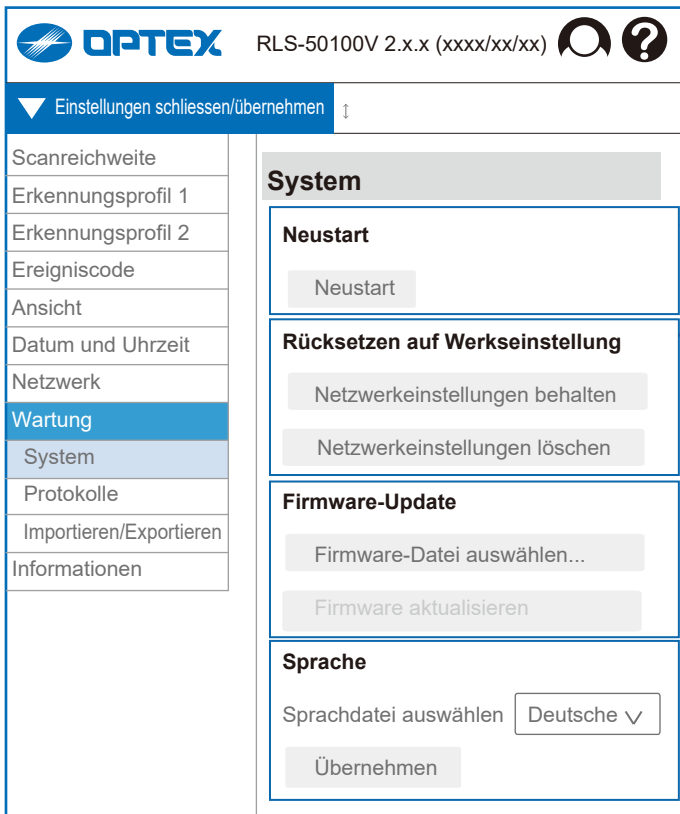 OPTEX RLS-50100V 2.x.x (xxxx/xx/xx) ?
Einstellungen schliessen/übernehmen
Scanreichweite
Erkennungsprofil 1
Erkennungsprofil 2
Ereigniscode
Ansicht
Datum und Uhrzeit
Netzwerk
Wartung
System
Protokolle
Importieren/Exportieren
Informationen
System
Neustart
Neustart
Rücksetzen auf Werkseinstellung
Netzwerkeinstellungen behalten
Netzwerkeinstellungen löschen
Firmware-Update
Firmware-Datei auswählen...
Firmware aktualisieren
Sprache
Sprachdatei auswählen Deutsche
Übernehmen